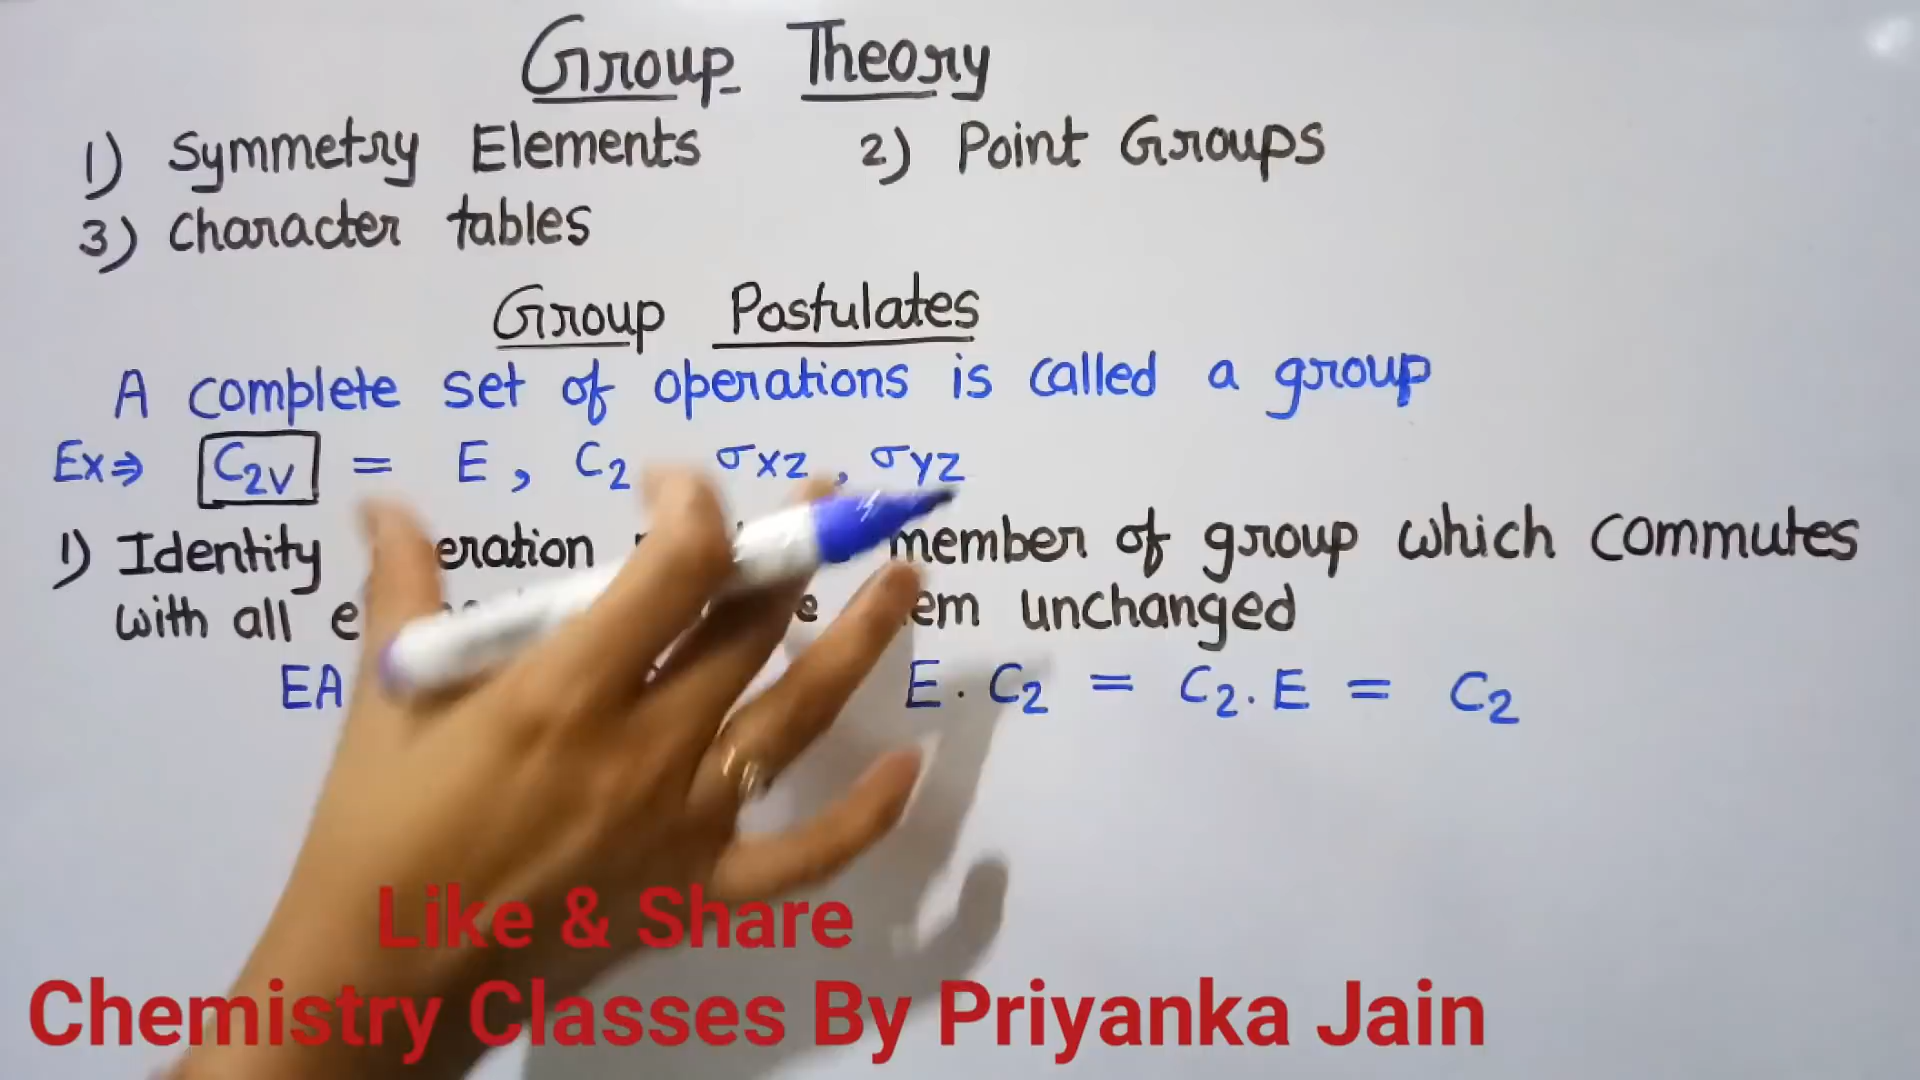 Group Theory
1) Symmetry Elements 2) Point Groups
3) Character tables
Group Postulates
A complete set of operations is called a group
Ex⇒ C2V = E, C2 σxz, σyz
1) Identity eration member of group which commutes
with all e e em unchanged
EA E. C2 = C2. E = C2
Like & Share
Chemistry Classes By Priyanka Jain